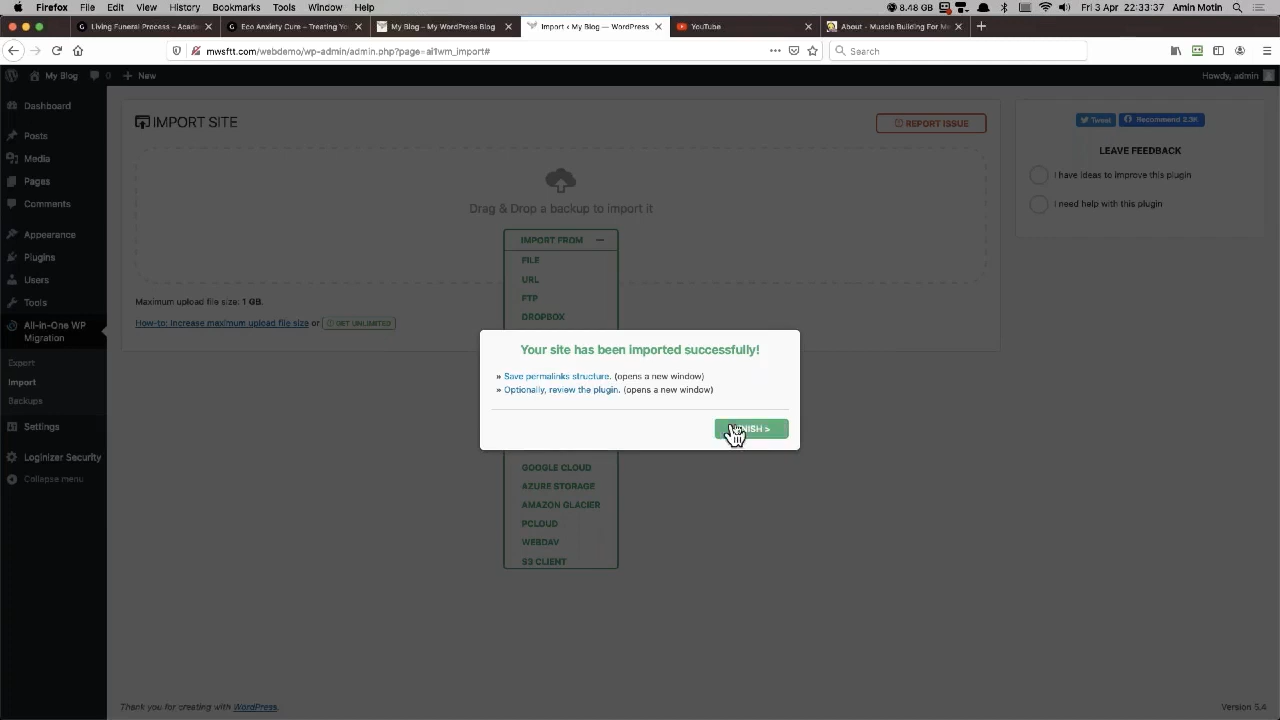 Firefox File Edit View History Bookmarks Tools Window Help
8.48 GB 72% Fri 3 Apr 23:33:37 Amin Motin
Living Funeral Process – Acade
Eco Anxiety Cure – Treating Yo
My Blog – My WordPress Blog
Import ‹ My Blog — WordPress
YouTube
About - Muscle Building For Me
mwsftt.com/webdemo/wp-admin/admin.php?page=ai1wm_import#
Search
My Blog 0 New
Howdy, admin
Dashboard
Posts
Media
Pages
Comments
Appearance
Plugins
Users
Tools
All-in-One WP
Migration
Export
Import
Backups
Settings
Loginizer Security
Collapse menu
IMPORT SITE
REPORT ISSUE
Drag & Drop a backup to import it
IMPORT FROM
FILE
URL
FTP
DROPBOX
GOOGLE CLOUD
AZURE STORAGE
AMAZON GLACIER
PCLOUD
WEBDAV
S3 CLIENT
Maximum upload file size: 1 GB.
How-to: Increase maximum upload file size or GET UNLIMITED
Your site has been imported successfully!
» Save permalinks structure. (opens a new window)
» Optionally, review the plugin. (opens a new window)
NISH >
Tweet
Recommend 2.3K
LEAVE FEEDBACK
I have ideas to improve this plugin
I need help with this plugin
Thank you for creating with WordPress.
Version 5.4